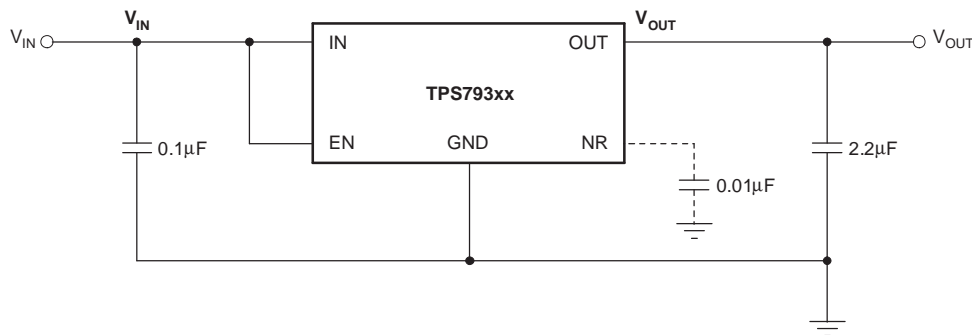 V_IN
V_IN
V_OUT
V_OUT
IN
OUT
TPS793xx
EN
GND
NR
0.1μF
0.01μF
2.2μF